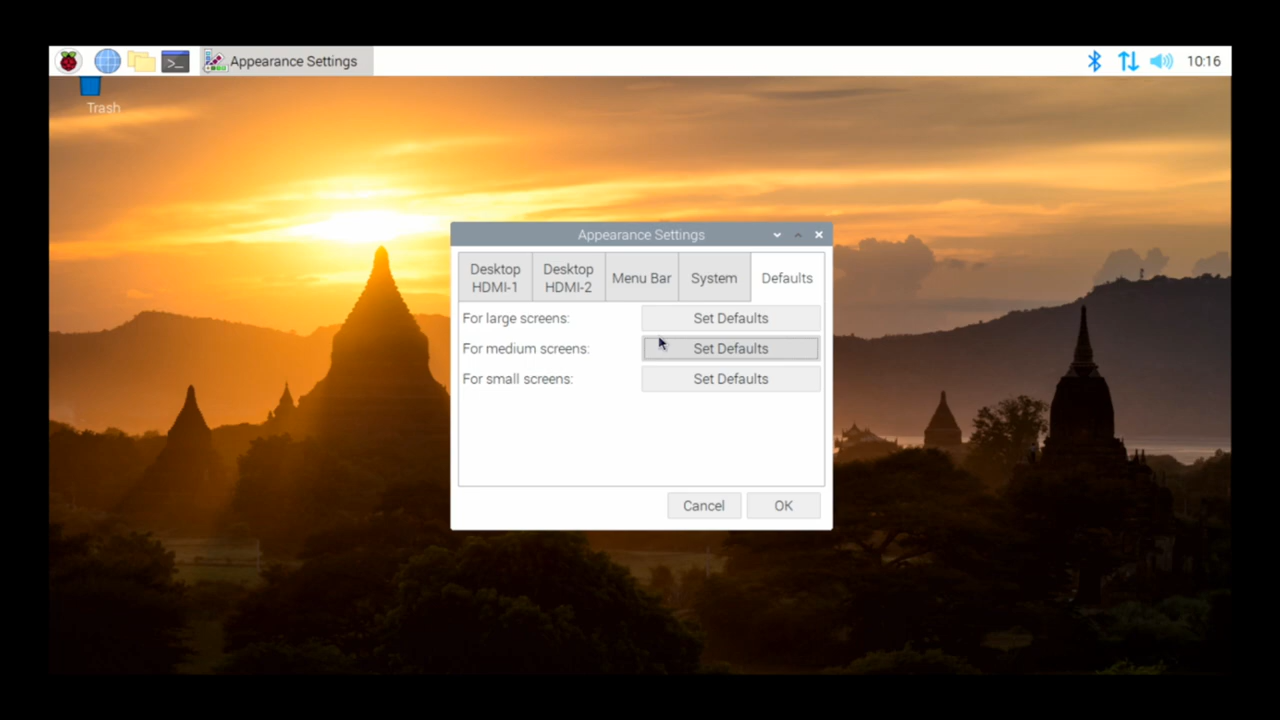 Appearance Settings
10:16
Trash
Appearance Settings
Desktop HDMI-1
Desktop HDMI-2
Menu Bar
System
Defaults
For large screens:
Set Defaults
For medium screens:
Set Defaults
For small screens:
Set Defaults
Cancel
OK